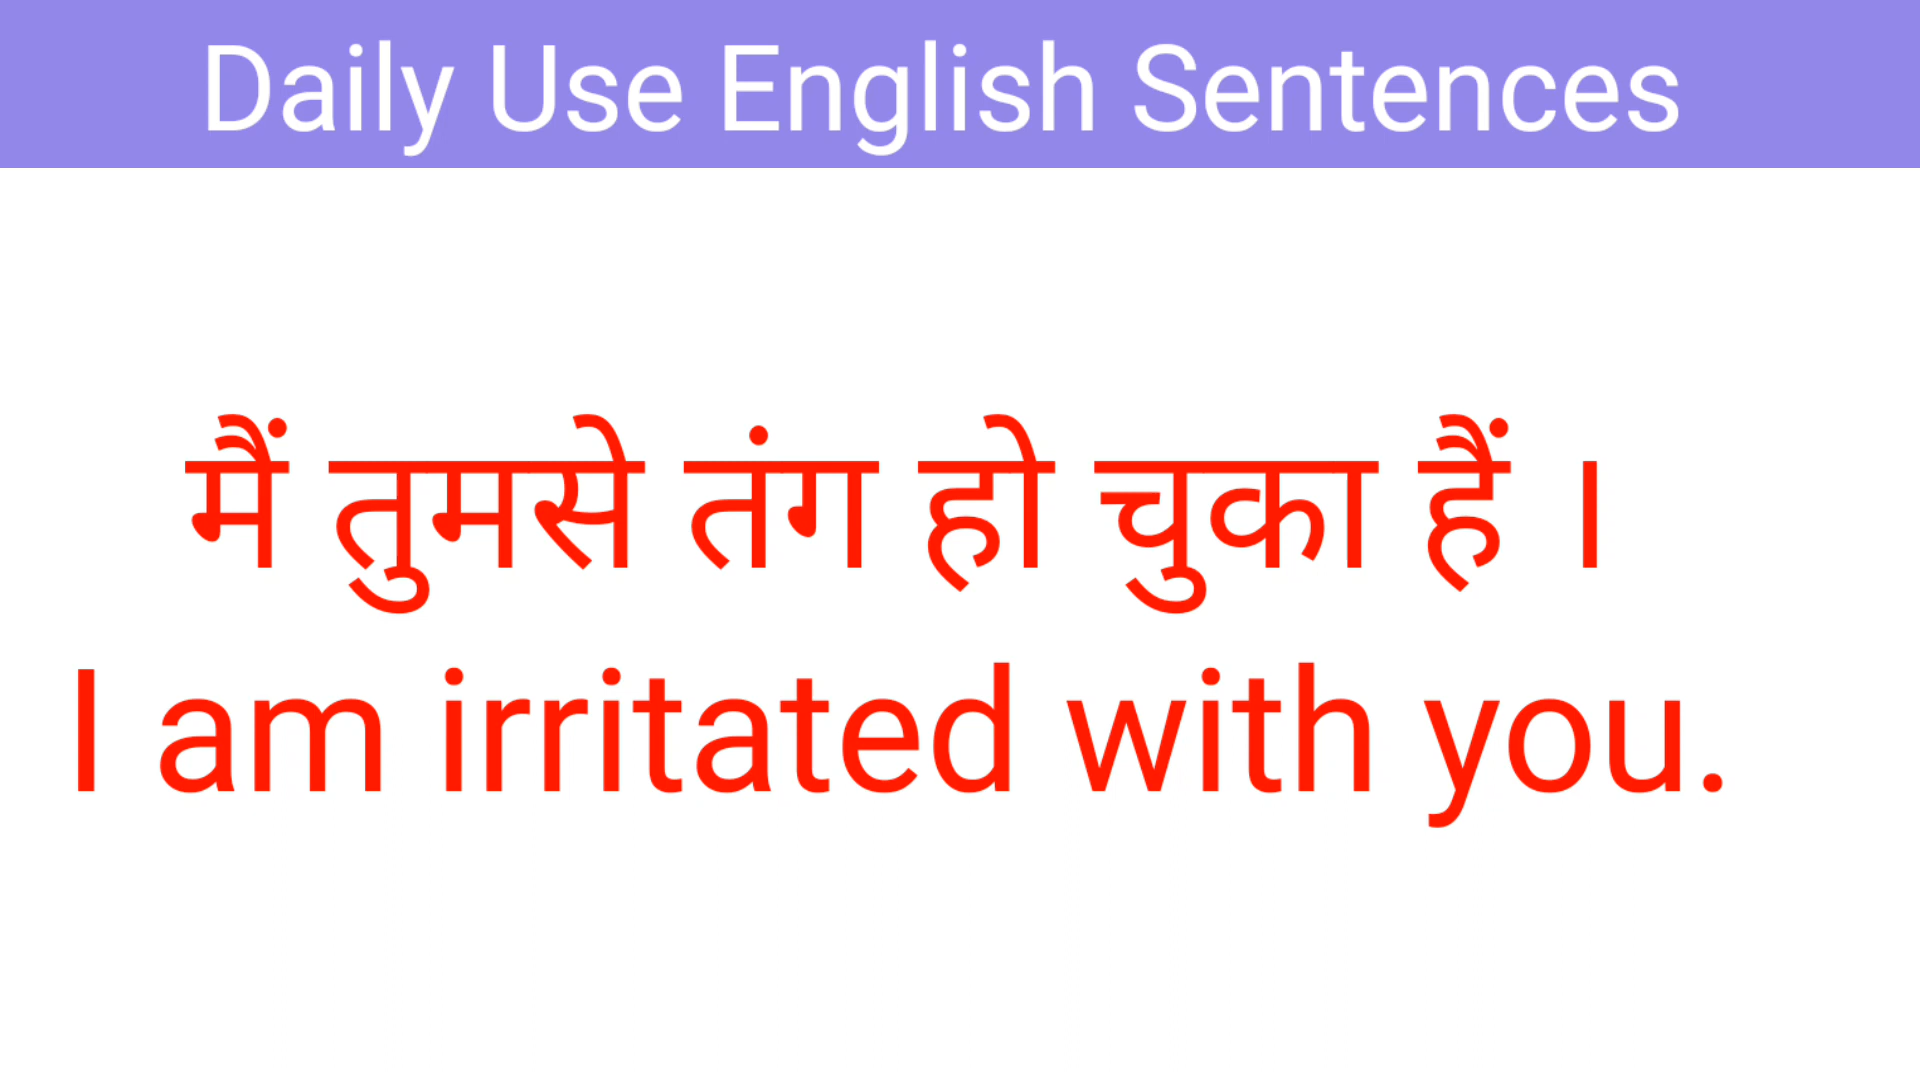 Daily Use English Sentences
मैं तुमसे तंग हो चुका हैं ।
I am irritated with you.